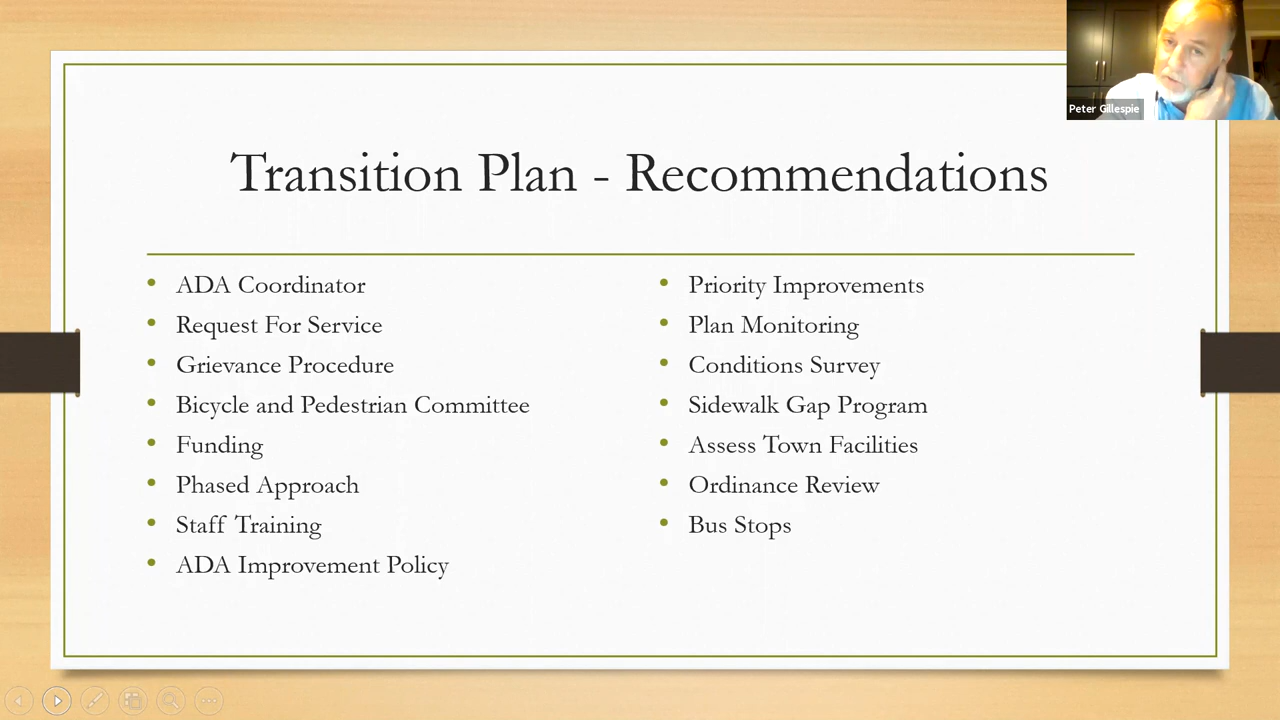 Peter Gillespie
Transition Plan - Recommendations
ADA Coordinator
Request For Service
Grievance Procedure
Bicycle and Pedestrian Committee
Funding
Phased Approach
Staff Training
ADA Improvement Policy
Priority Improvements
Plan Monitoring
Conditions Survey
Sidewalk Gap Program
Assess Town Facilities
Ordinance Review
Bus Stops